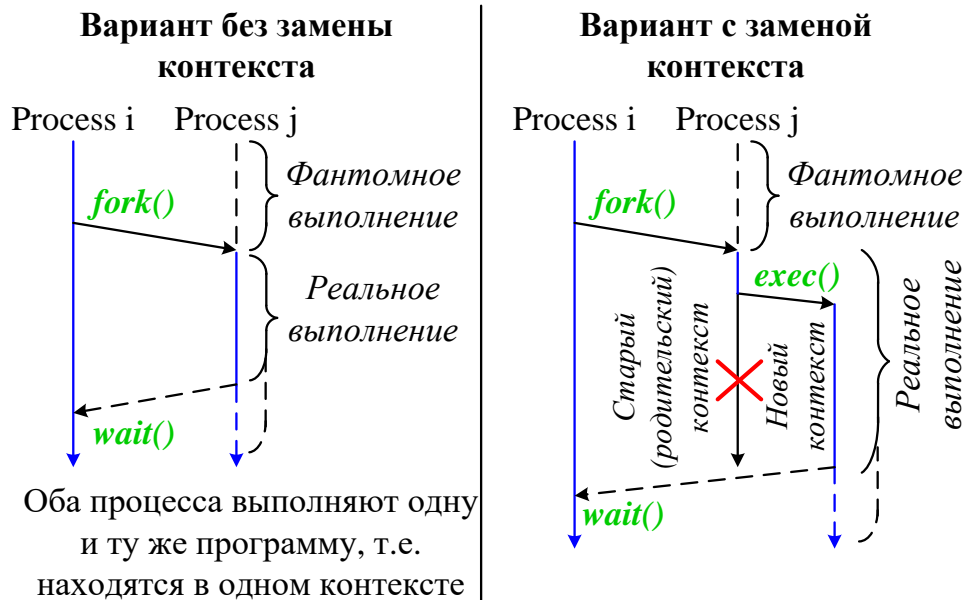 Вариант без замены
контекста
Process i
Process j
fork()
Фантомное
выполнение
Реальное
выполнение
wait()
Оба процесса выполняют одну
и ту же программу, т.е.
находятся в одном контексте
Вариант с заменой
контекста
Process i
Process j
fork()
Фантомное
выполнение
exec()
Старый
(родительский)
контекст
Новый
контекст
Реальное
выполнение
wait()